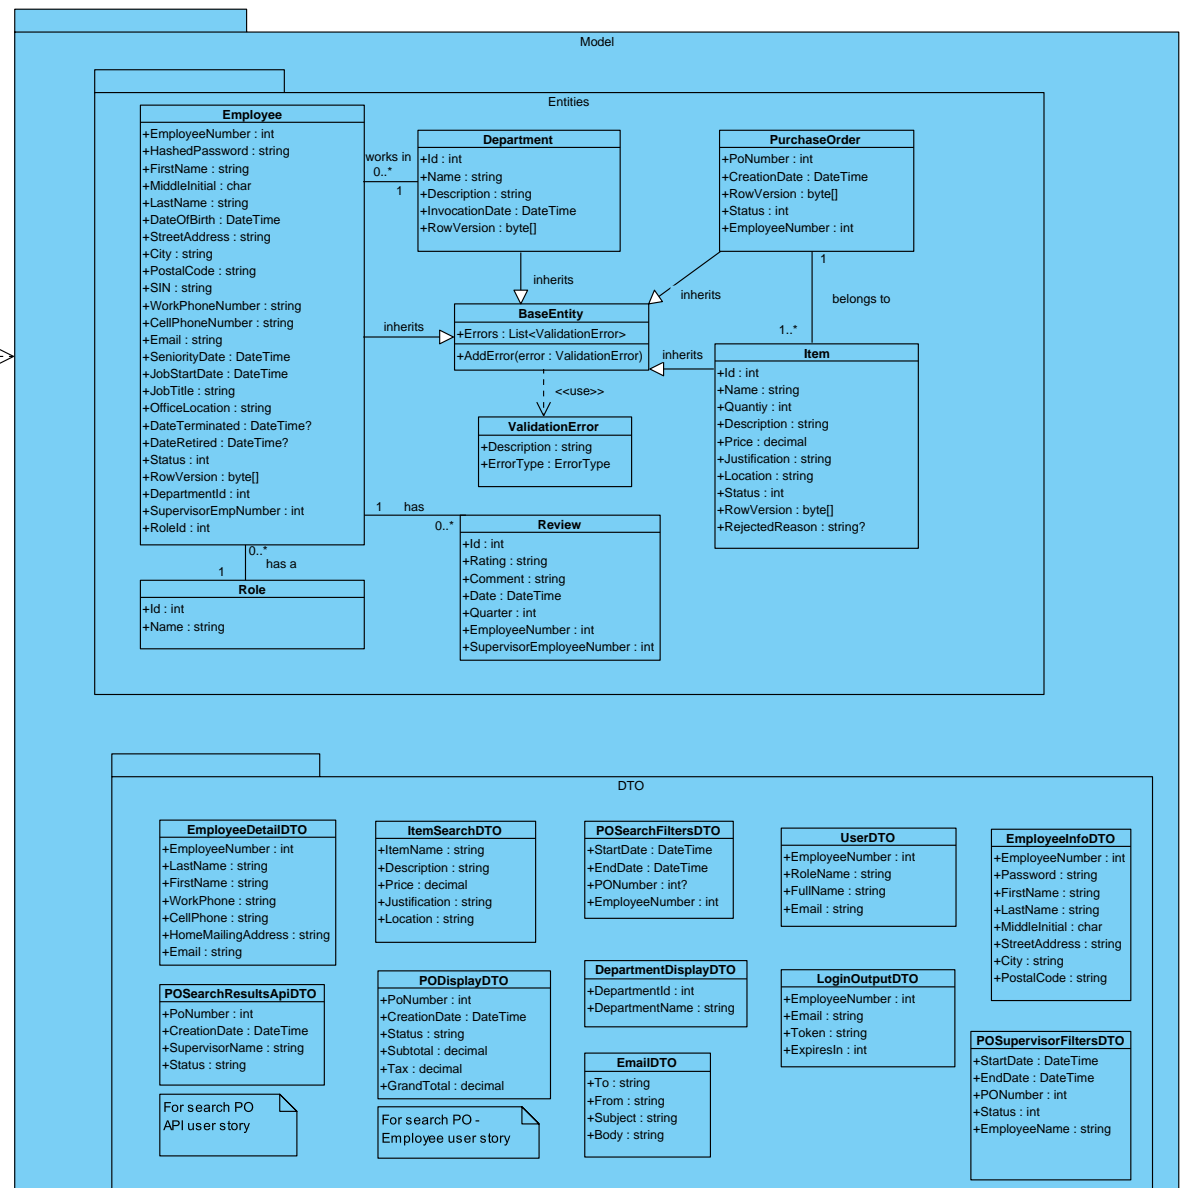 Model
Entities
Employee
+EmployeeNumber : int
+HashedPassword : string
+FirstName : string
+MiddleInitial : char
+LastName : string
+DateOfBirth : DateTime
+StreetAddress : string
+City : string
+PostalCode : string
+SIN : string
+WorkPhoneNumber : string
+CellPhoneNumber : string
+Email : string
+SeniorityDate : DateTime
+JobStartDate : DateTime
+JobTitle : string
+OfficeLocation : string
+DateTerminated : DateTime?
+DateRetired : DateTime?
+Status : int
+RowVersion : byte[]
+DepartmentId : int
+SupervisorEmpNumber : int
+RoleId : int
works in
0..*
1
Department
+Id : int
+Name : string
+Description : string
+InvocationDate : DateTime
+RowVersion : byte[]
PurchaseOrder
+PoNumber : int
+CreationDate : DateTime
+RowVersion : byte[]
+Status : int
+EmployeeNumber : int
inherits
inherits
1
belongs to
1..*
inherits
BaseEntity
+Errors : List<ValidationError>
+AddError(error : ValidationError)
inherits
<<use>>
ValidationError
+Description : string
+ErrorType : ErrorType
Item
+Id : int
+Name : string
+Quantiy : int
+Description : string
+Price : decimal
+Justification : string
+Location : string
+Status : int
+RowVersion : byte[]
+RejectedReason : string?
1
has
0..*
Review
+Id : int
+Rating : string
+Comment : string
+Date : DateTime
+Quarter : int
+EmployeeNumber : int
+SupervisorEmployeeNumber : int
0..*
has a
1
Role
+Id : int
+Name : string
DTO
EmployeeDetailDTO
+EmployeeNumber : int
+LastName : string
+FirstName : string
+WorkPhone : string
+CellPhone : string
+HomeMailingAddress : string
+Email : string
ItemSearchDTO
+ItemName : string
+Description : string
+Price : decimal
+Justification : string
+Location : string
POSearchFiltersDTO
+StartDate : DateTime
+EndDate : DateTime
+PONumber : int?
+EmployeeNumber : int
UserDTO
+EmployeeNumber : int
+RoleName : string
+FullName : string
+Email : string
EmployeeInfoDTO
+EmployeeNumber : int
+Password : string
+FirstName : string
+LastName : string
+MiddleInitial : char
+StreetAddress : string
+City : string
+PostalCode : string
POSearchResultsApiDTO
+PoNumber : int
+CreationDate : DateTime
+SupervisorName : string
+Status : string
For search PO
API user story
PODisplayDTO
+PoNumber : int
+CreationDate : DateTime
+Status : string
+Subtotal : decimal
+Tax : decimal
+GrandTotal : decimal
For search PO -
Employee user story
DepartmentDisplayDTO
+DepartmentId : int
+DepartmentName : string
EmailDTO
+To : string
+From : string
+Subject : string
+Body : string
LoginOutputDTO
+EmployeeNumber : int
+Email : string
+Token : string
+ExpiresIn : int
POSupervisorFiltersDTO
+StartDate : DateTime
+EndDate : DateTime
+PONumber : int
+Status : int
+EmployeeName : string